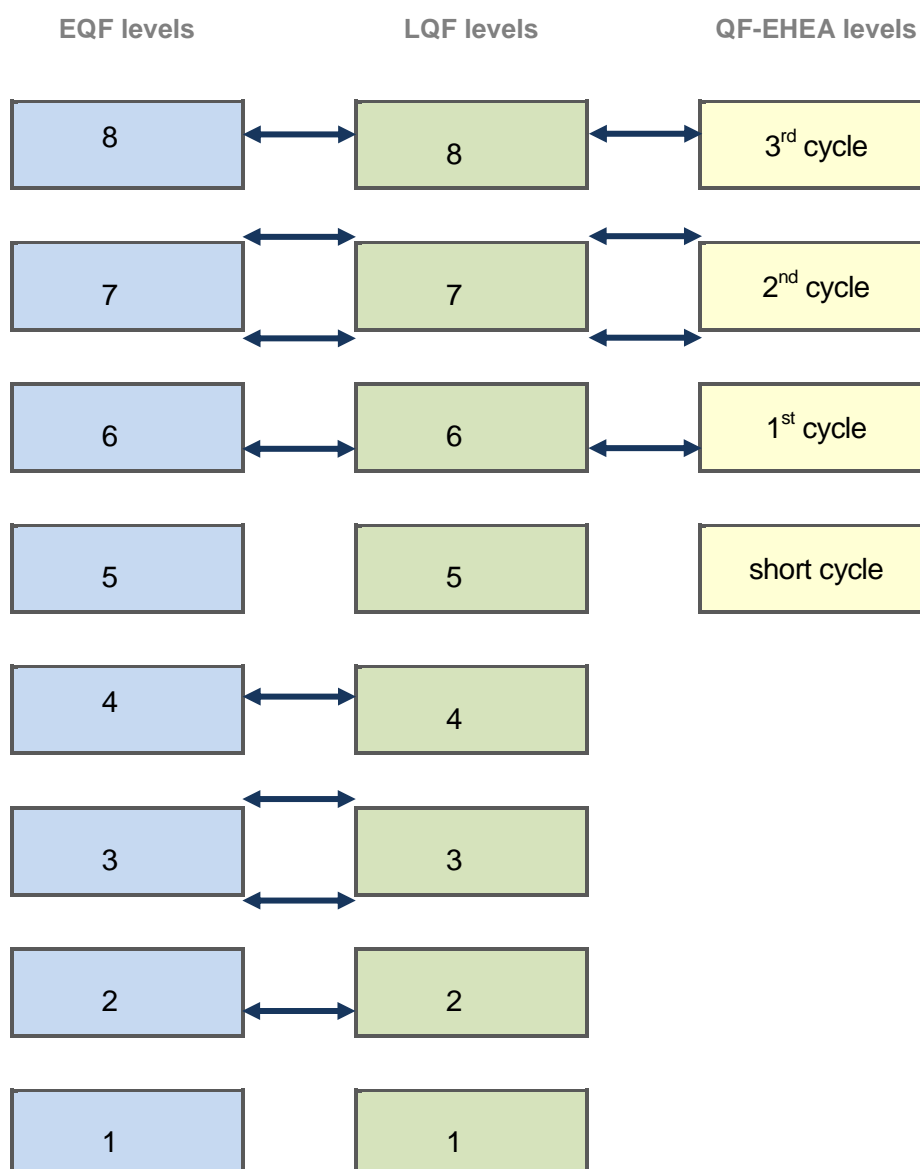 EQF levels LQF levels QF-EHEA levels
8 8 3rd cycle
7 7 2nd cycle
6 6 1st cycle
5 5 short cycle
4 4
3 3
2 2
1 1